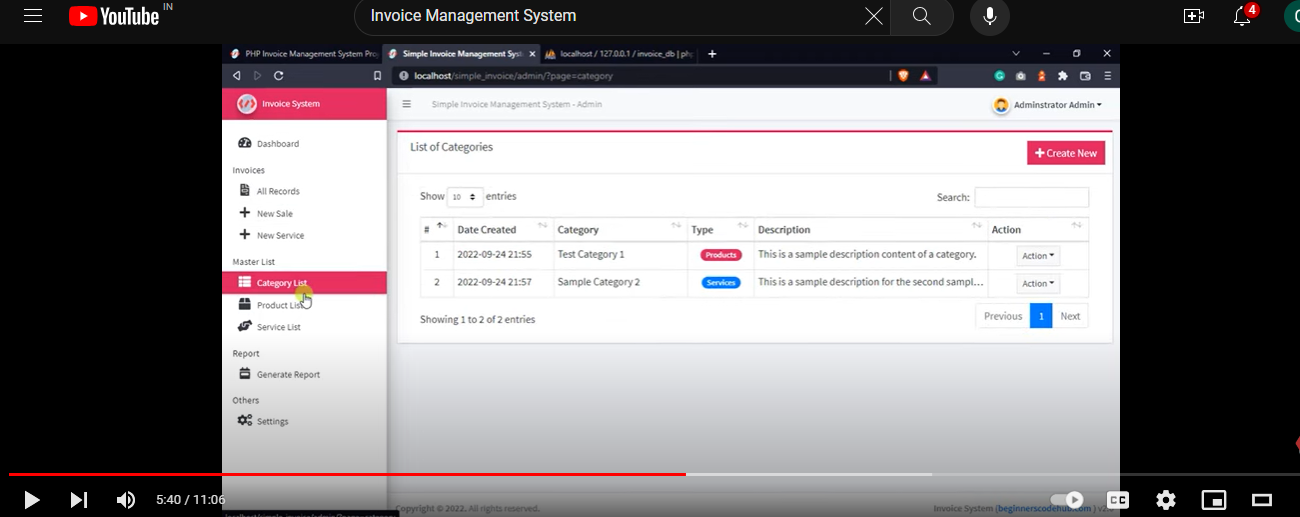 YouTube IN
Invoice Management System
4
PHP Invoice Management System Pro
Simple Invoice Management Syst
localhost / 127.0.0.1 / invoice_db | ph
localhost/simple_invoice/admin/?page=category
Invoice System
Simple Invoice Management System - Admin
Adminstrator Admin
Dashboard
Invoices
All Records
New Sale
New Service
Master List
Category List
Product List
Service List
Report
Generate Report
Others
Settings
List of Categories
Create New
Show 10 entries
Search:
# Date Created Category Type Description Action
1 2022-09-24 21:55 Test Category 1 Products This is a sample description content of a category. Action
2 2022-09-24 21:57 Sample Category 2 Services This is a sample description for the second sampl... Action
Showing 1 to 2 of 2 entries
Previous 1 Next
5:40 / 11:06
CC
Copyright © 2022. All rights reserved.
Invoice System (beginnerscodehub.com )